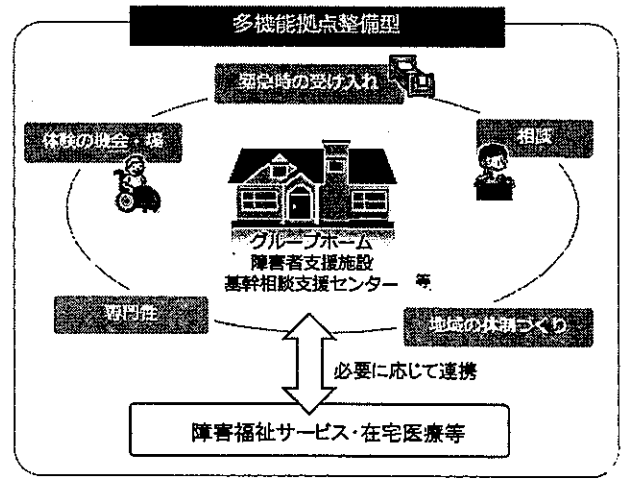 多機能拠点整備型
緊急時の受け入れ
体験の機会・場
相談
グループホーム
障害者支援施設
基幹相談支援センター 等
専門性
地域の体制づくり
必要に応じて連携
障害福祉サービス・在宅医療等